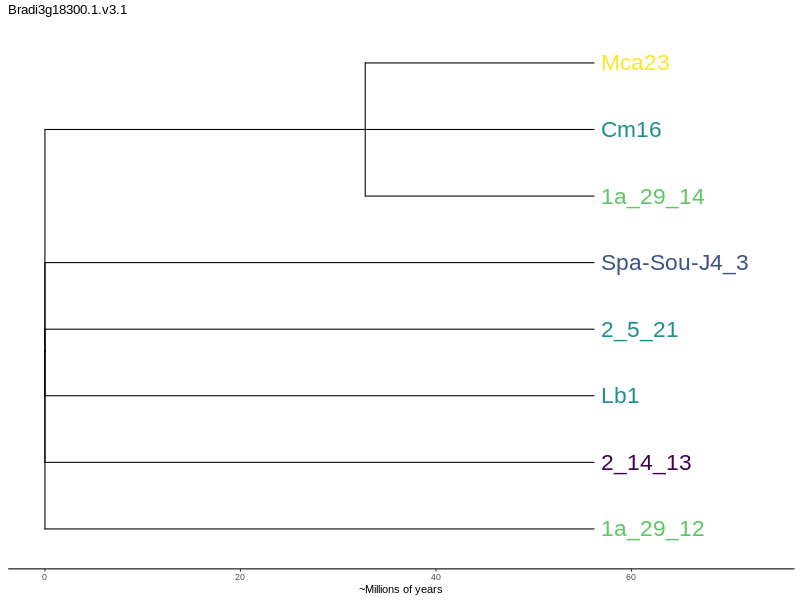 Bradi3g18300.1.v3.1
Mca23
Cm16
1a_29_14
Spa-Sou-J4_3
2_5_21
Lb1
2_14_13
1a_29_12
0 20 40 60
~Millions of years